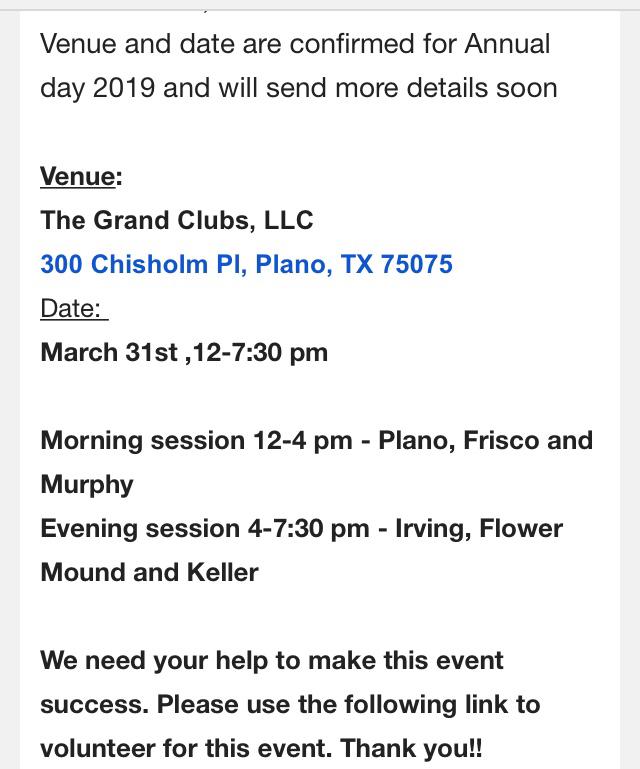 Venue and date are confirmed for Annual
day 2019 and will send more details soon
Venue:
The Grand Clubs, LLC
300 Chisholm Pl, Plano, TX 75075
Date:
March 31st ,12-7:30 pm
Morning session 12-4 pm - Plano, Frisco and
Murphy
Evening session 4-7:30 pm - Irving, Flower
Mound and Keller
We need your help to make this event
success. Please use the following link to
volunteer for this event. Thank you!!